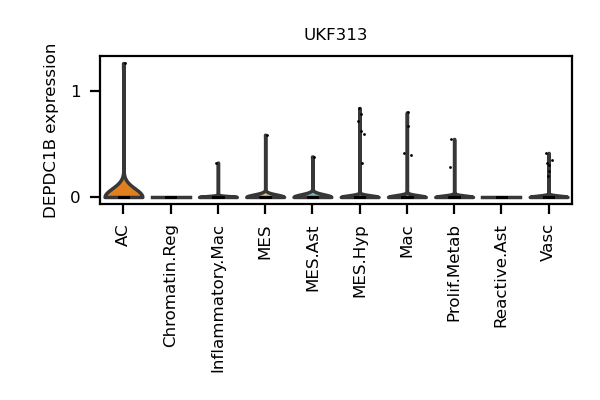 UKF313
DEPDC1B expression
1
0
AC
Chromatin.Reg
Inflammatory.Mac
MES
MES.Ast
MES.Hyp
Mac
Prolif.Metab
Reactive.Ast
Vasc